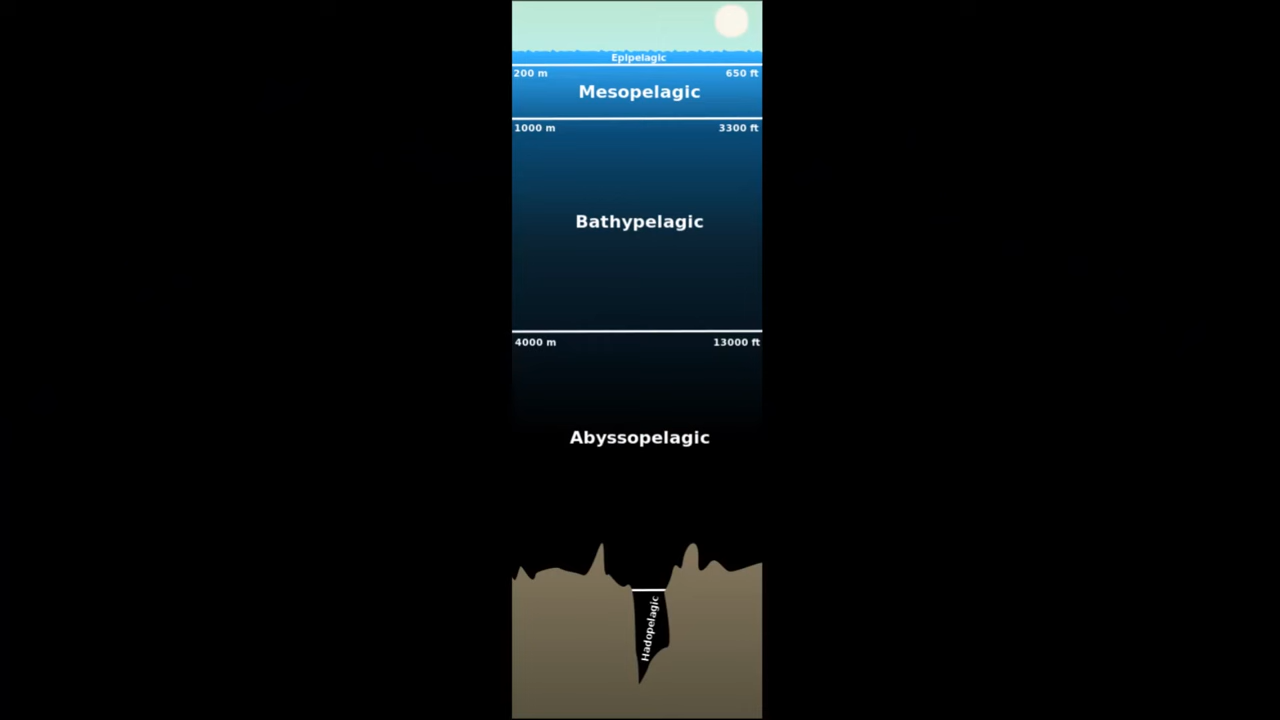 Epipelagic
200 m 650 ft
Mesopelagic
1000 m 3300 ft
Bathypelagic
4000 m 13000 ft
Abyssopelagic
Hadopelagic